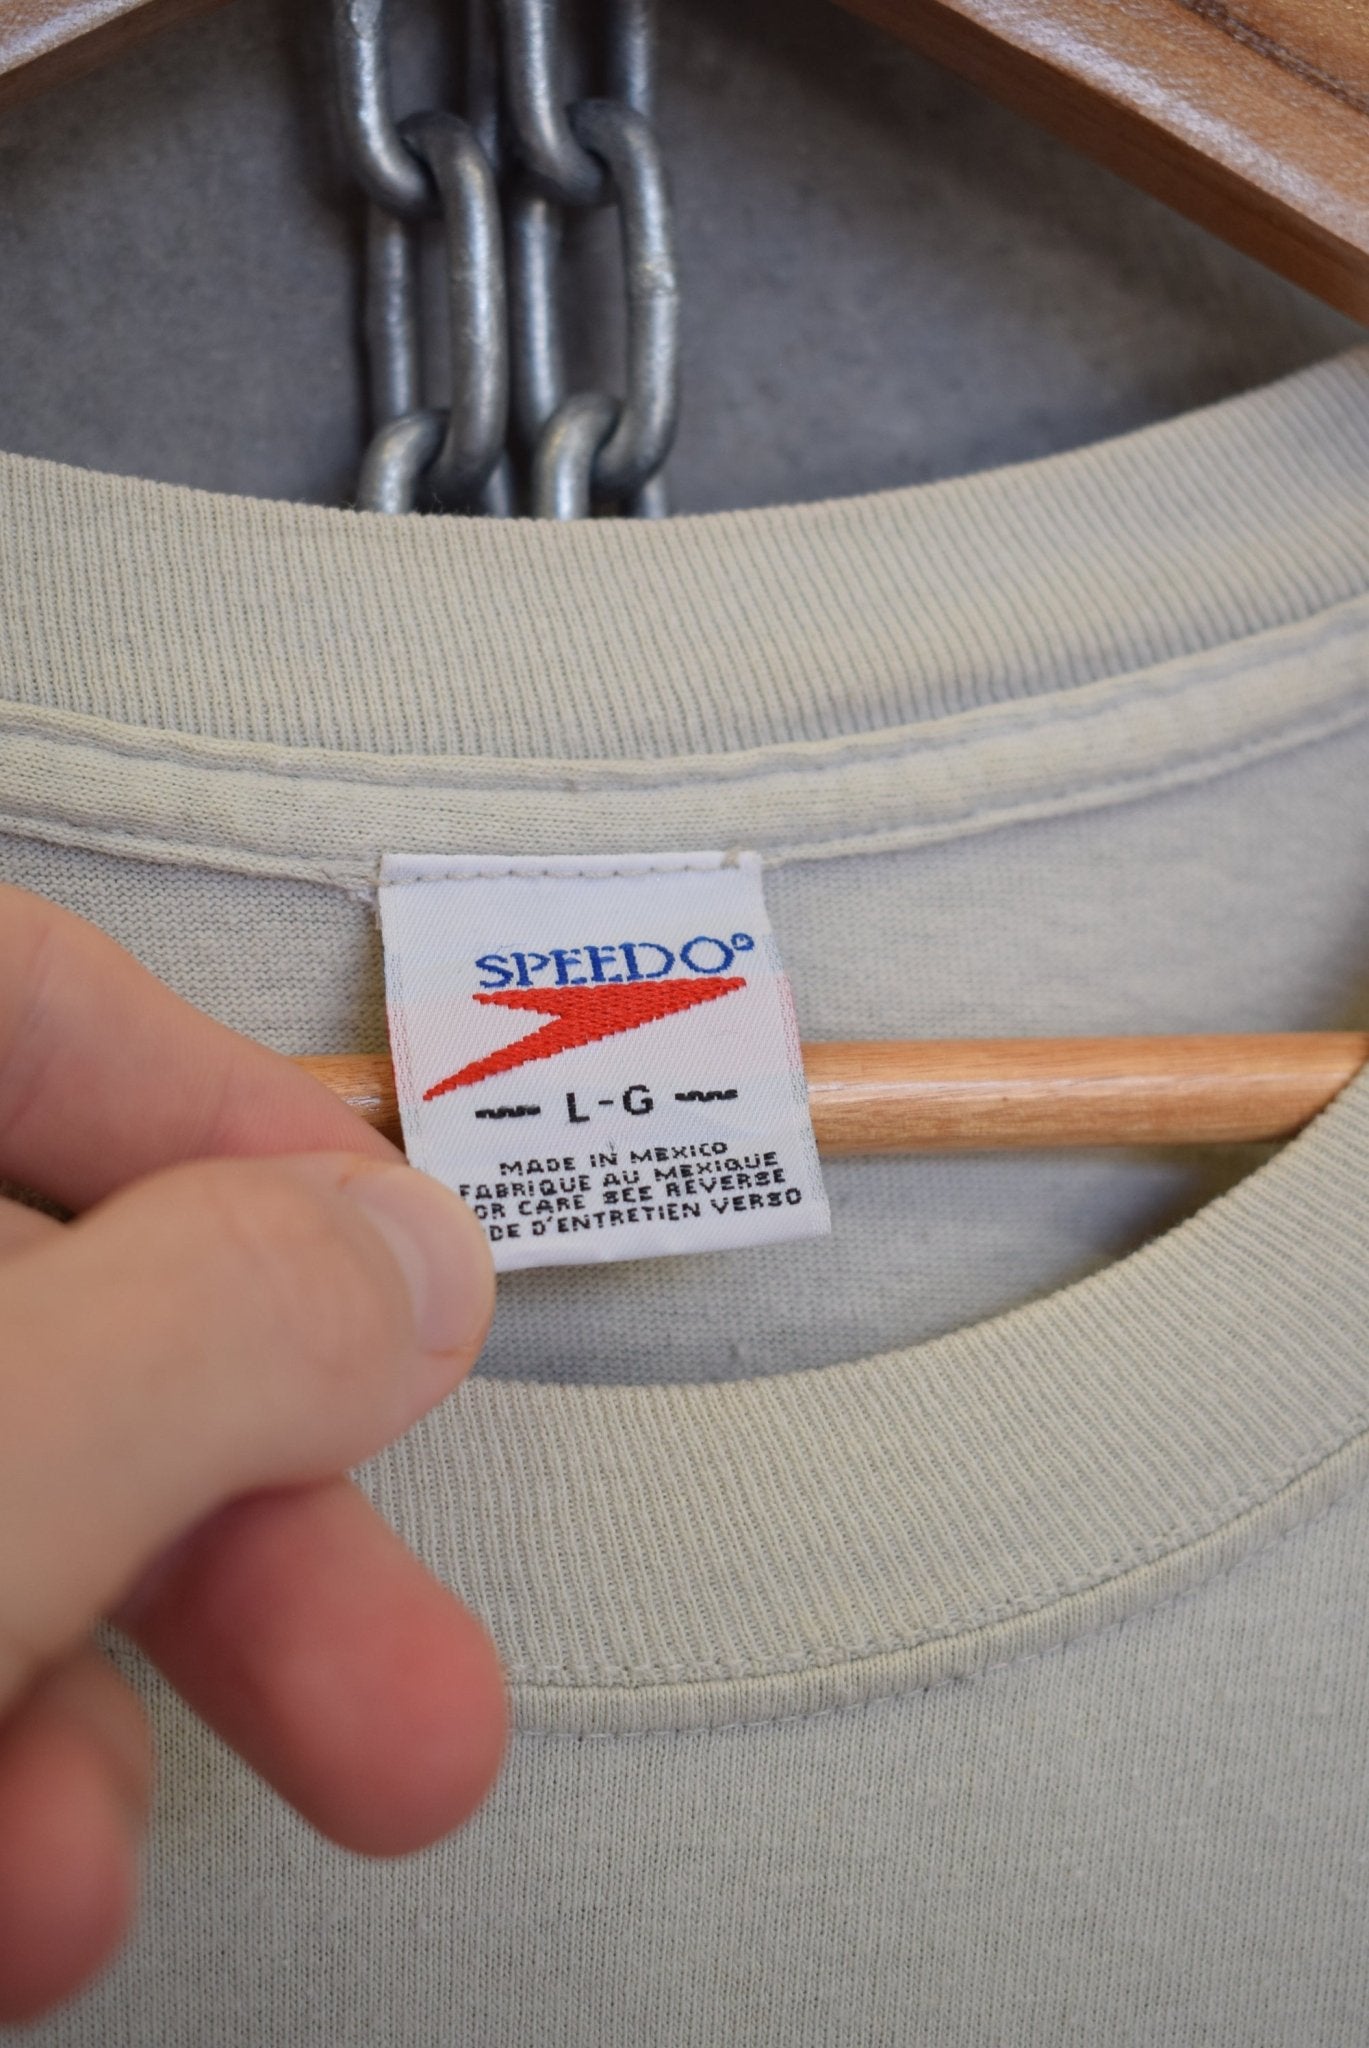 SPEEDO®
L-G
MADE IN MEXICO
FABRIQUE AU MEXIQUE
OR CARE SEE REVERSE
DE D'ENTRETIEN VERSO